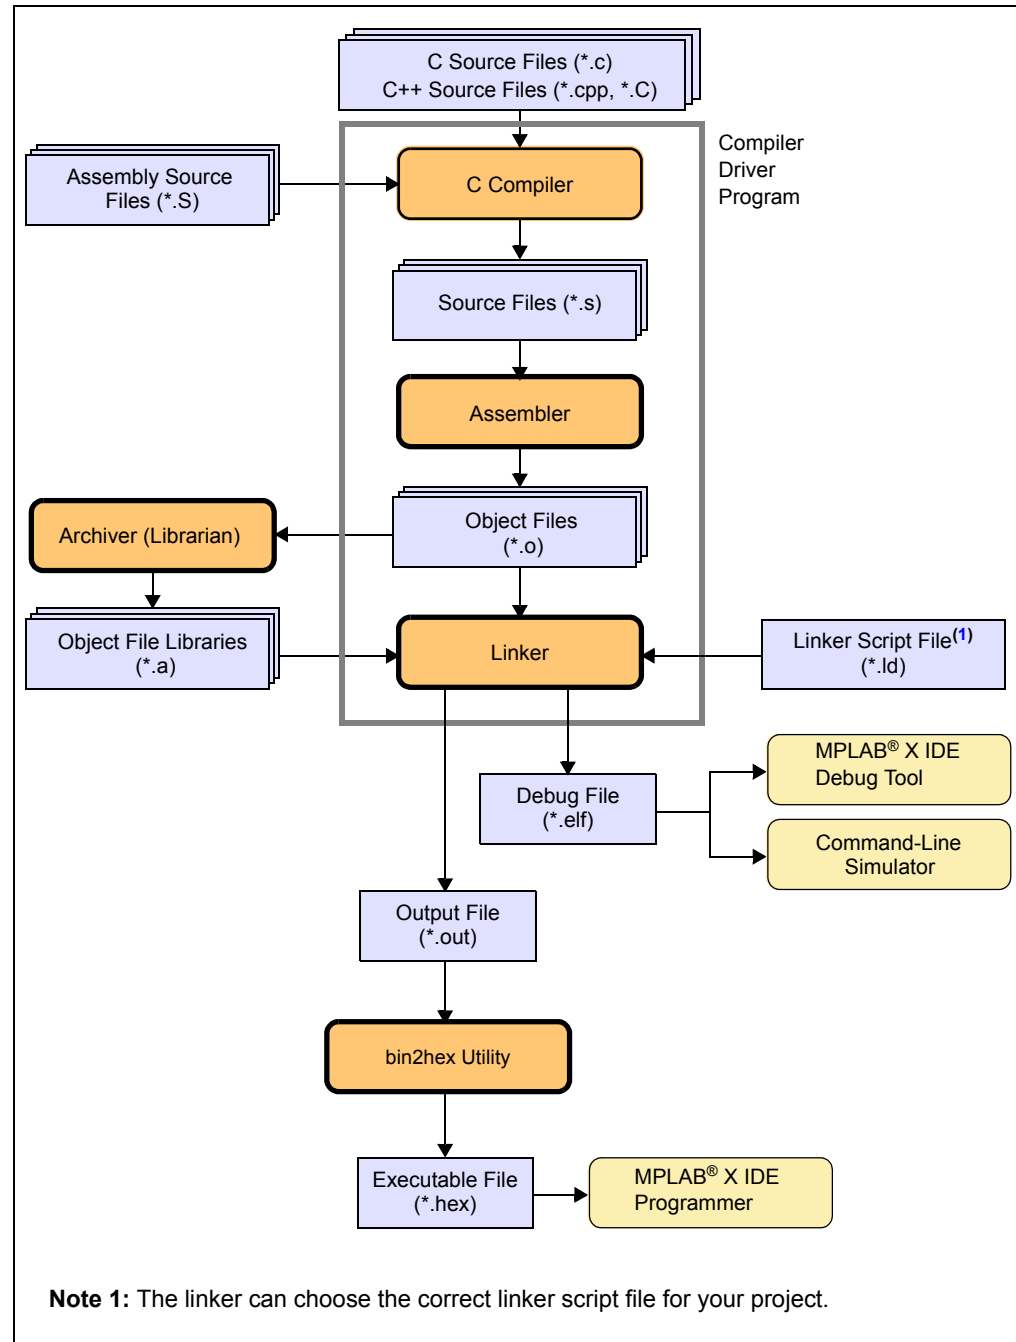 C Source Files (*.c)
C++ Source Files (*.cpp, *.C)
Compiler
Driver
Program
Assembly Source
Files (*.S)
C Compiler
Source Files (*.s)
Assembler
Object Files
(*.o)
Archiver (Librarian)
Object File Libraries
(*.a)
Linker
Linker Script File(1)
(*.ld)
MPLAB® X IDE
Debug Tool
Debug File
(*.elf)
Command-Line
Simulator
Output File
(*.out)
bin2hex Utility
Executable File
(*.hex)
MPLAB® X IDE
Programmer
Note 1: The linker can choose the correct linker script file for your project.